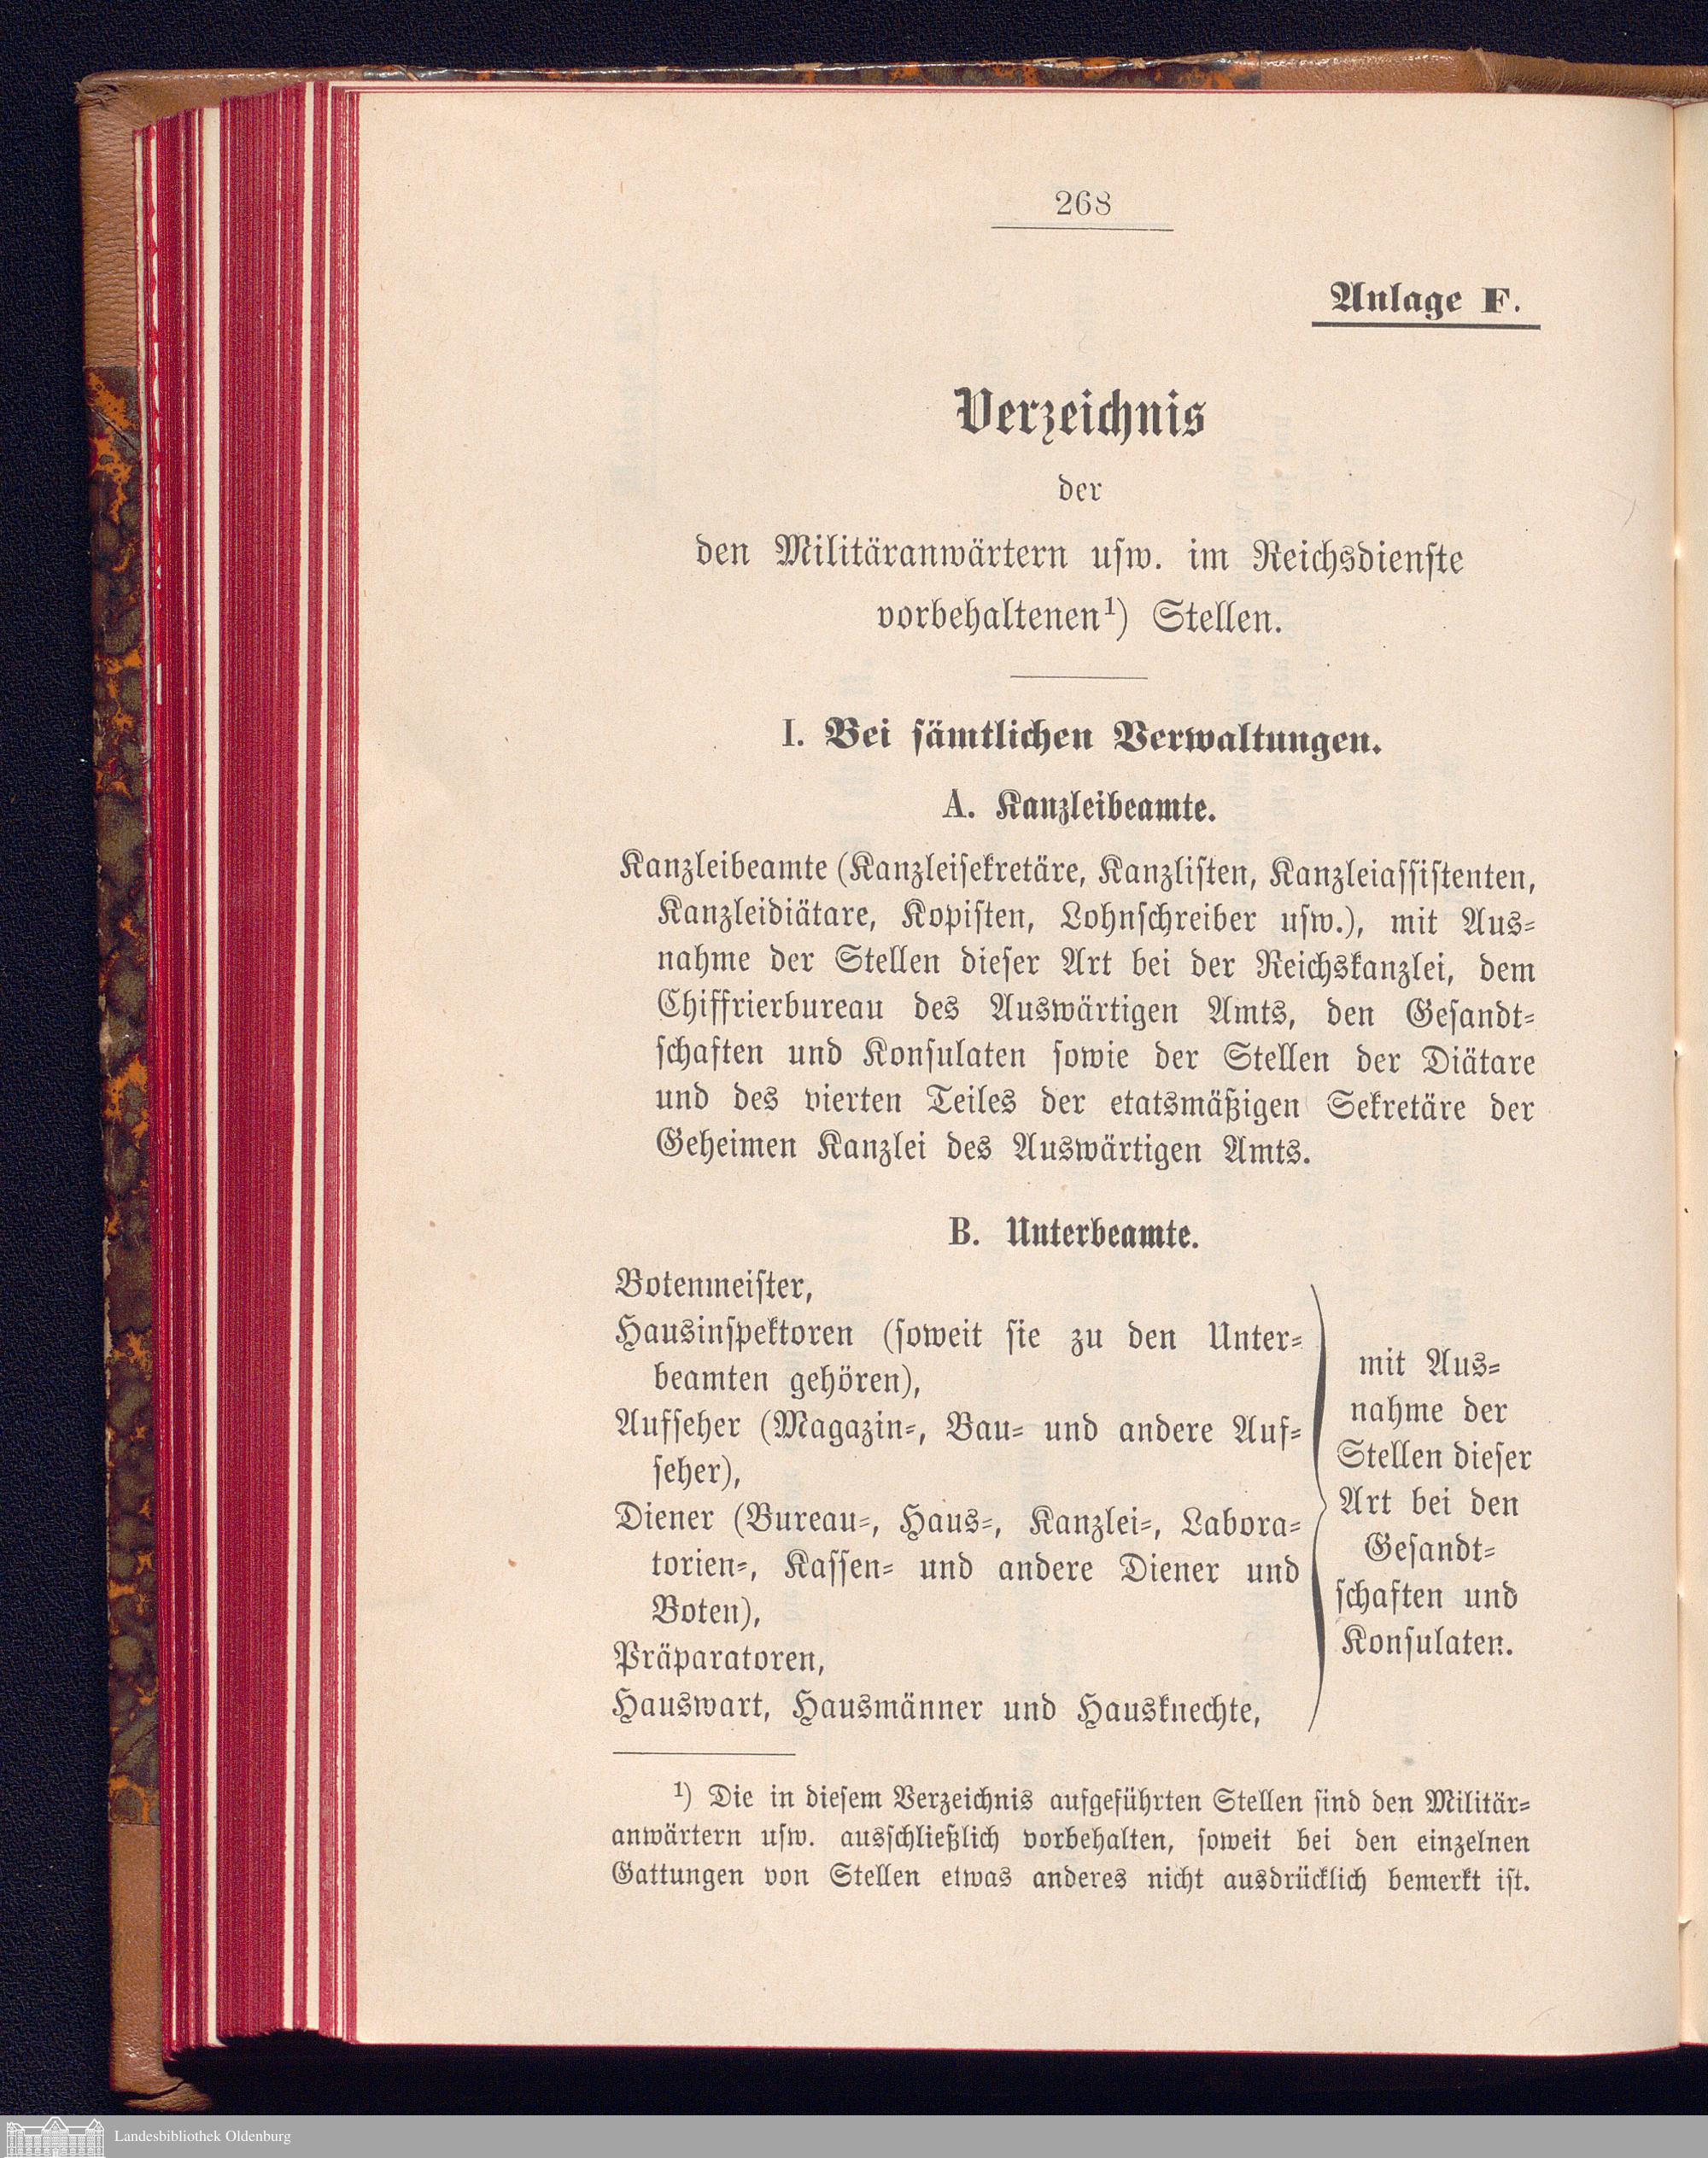 268
Anlage F.
Verzeichnis
der
den Militäranwärtern usw. im Reichsdienste
vorbehaltenen¹) Stellen.
I. Bei sämtlichen Verwaltungen.
A. Kanzleibeamte.
Kanzleibeamte (Kanzleisekretäre, Kanzlisten, Kanzleiassistenten,
Kanzleidiätare, Kopisten, Lohnschreiber usw.), mit Aus-
nahme der Stellen dieser Art bei der Reichskanzlei, dem
Chiffrierbureau des Auswärtigen Amts, den Gesandt-
schaften und Konsulaten sowie der Stellen der Diätare
und des vierten Teiles der etatsmäßigen Sekretäre der
Geheimen Kanzlei des Auswärtigen Amts.
B. Unterbeamte.
Botenmeister,
Hausinspektoren (soweit sie zu den Unter-
beamten gehören),
Aufseher (Magazin-, Bau- und andere Auf-
seher),
Diener (Bureau-, Haus-, Kanzlei-, Labora-
torien-, Kassen- und andere Diener und
Boten),
Präparatoren,
Hauswart, Hausmänner und Hausknechte,
mit Aus-
nahme der
Stellen dieser
Art bei den
Gesandt-
schaften und
Konsulaten.
¹) Die in diesem Verzeichnis aufgeführten Stellen sind den Militär-
anwärtern usw. ausschließlich vorbehalten, soweit bei den einzelnen
Gattungen von Stellen etwas anderes nicht ausdrücklich bemerkt ist.
Landesbibliothek Oldenburg